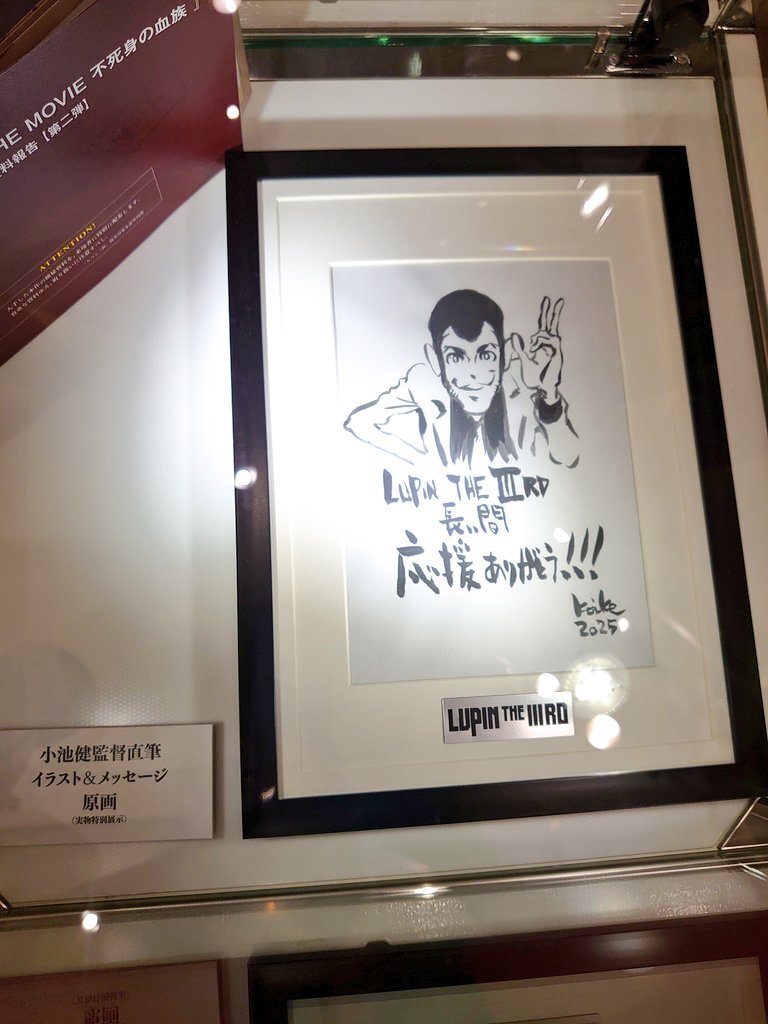 HE MOVIE 不死身の血族』
料報告【第二弾】
ATTENTION!
LUPIN THE IIIRD
長い間
応援ありがとう!!!
Koike
2025
LUPIN THE IIIRD
小池健監督直筆
イラスト&メッセージ
原画
(実物特別展示)